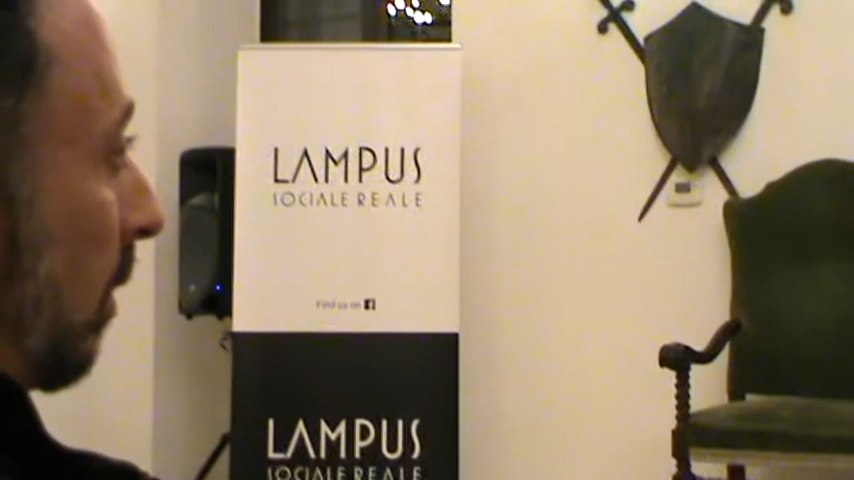 LAMPUS
SOCIALE REALE
Find us on
LAMPUS
SOCIALE REALE